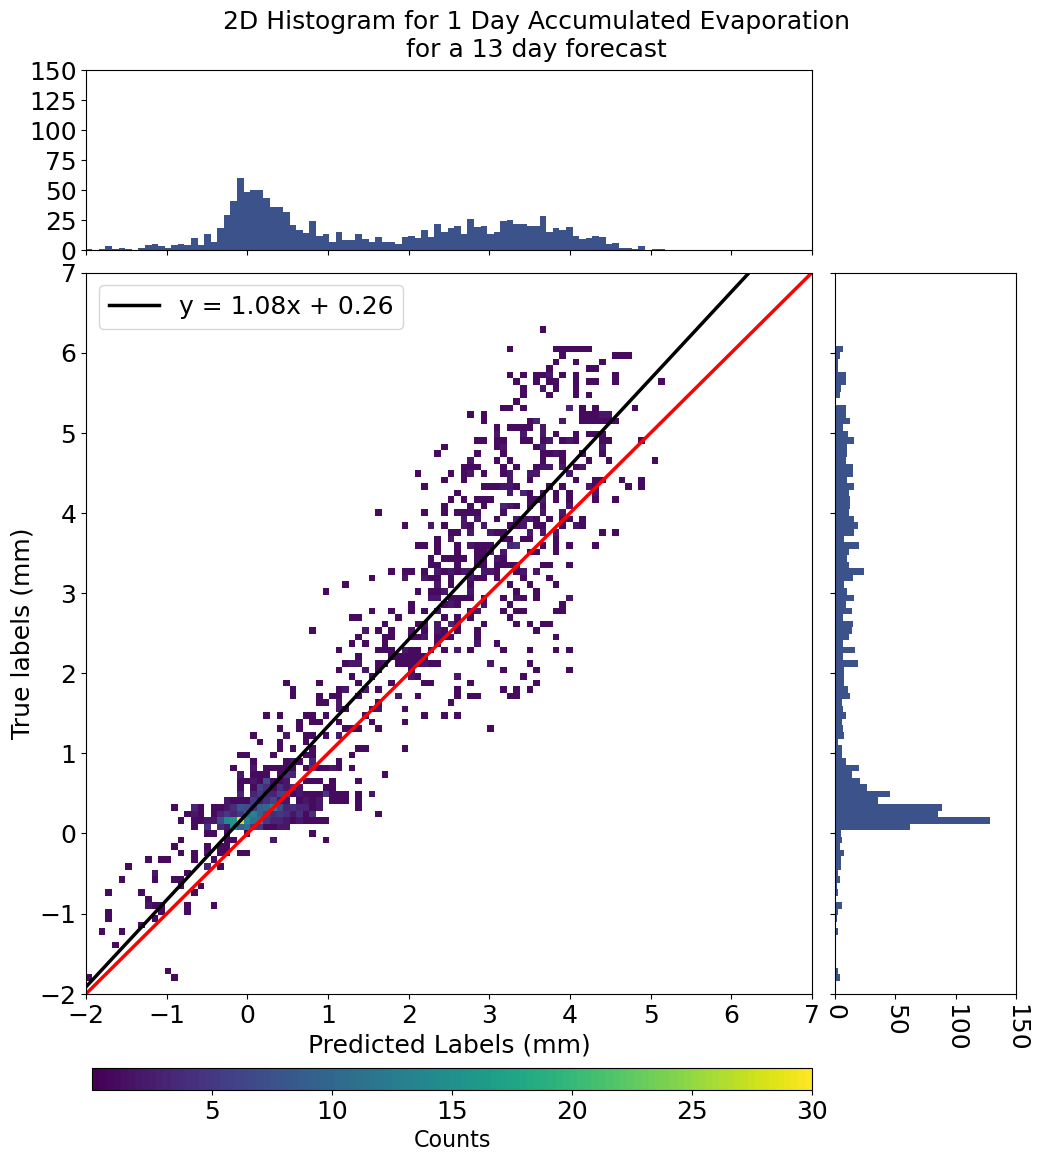 2D Histogram for 1 Day Accumulated Evaporation
for a 13 day forecast
150
125
100
75
50
25
0
7
6
5
4
3
2
1
0
−1
−2
True labels (mm)
y = 1.08x + 0.26
−2 −1 0 1 2 3 4 5 6 7
Predicted Labels (mm)
0 50 100 150
5 10 15 20 25 30
Counts